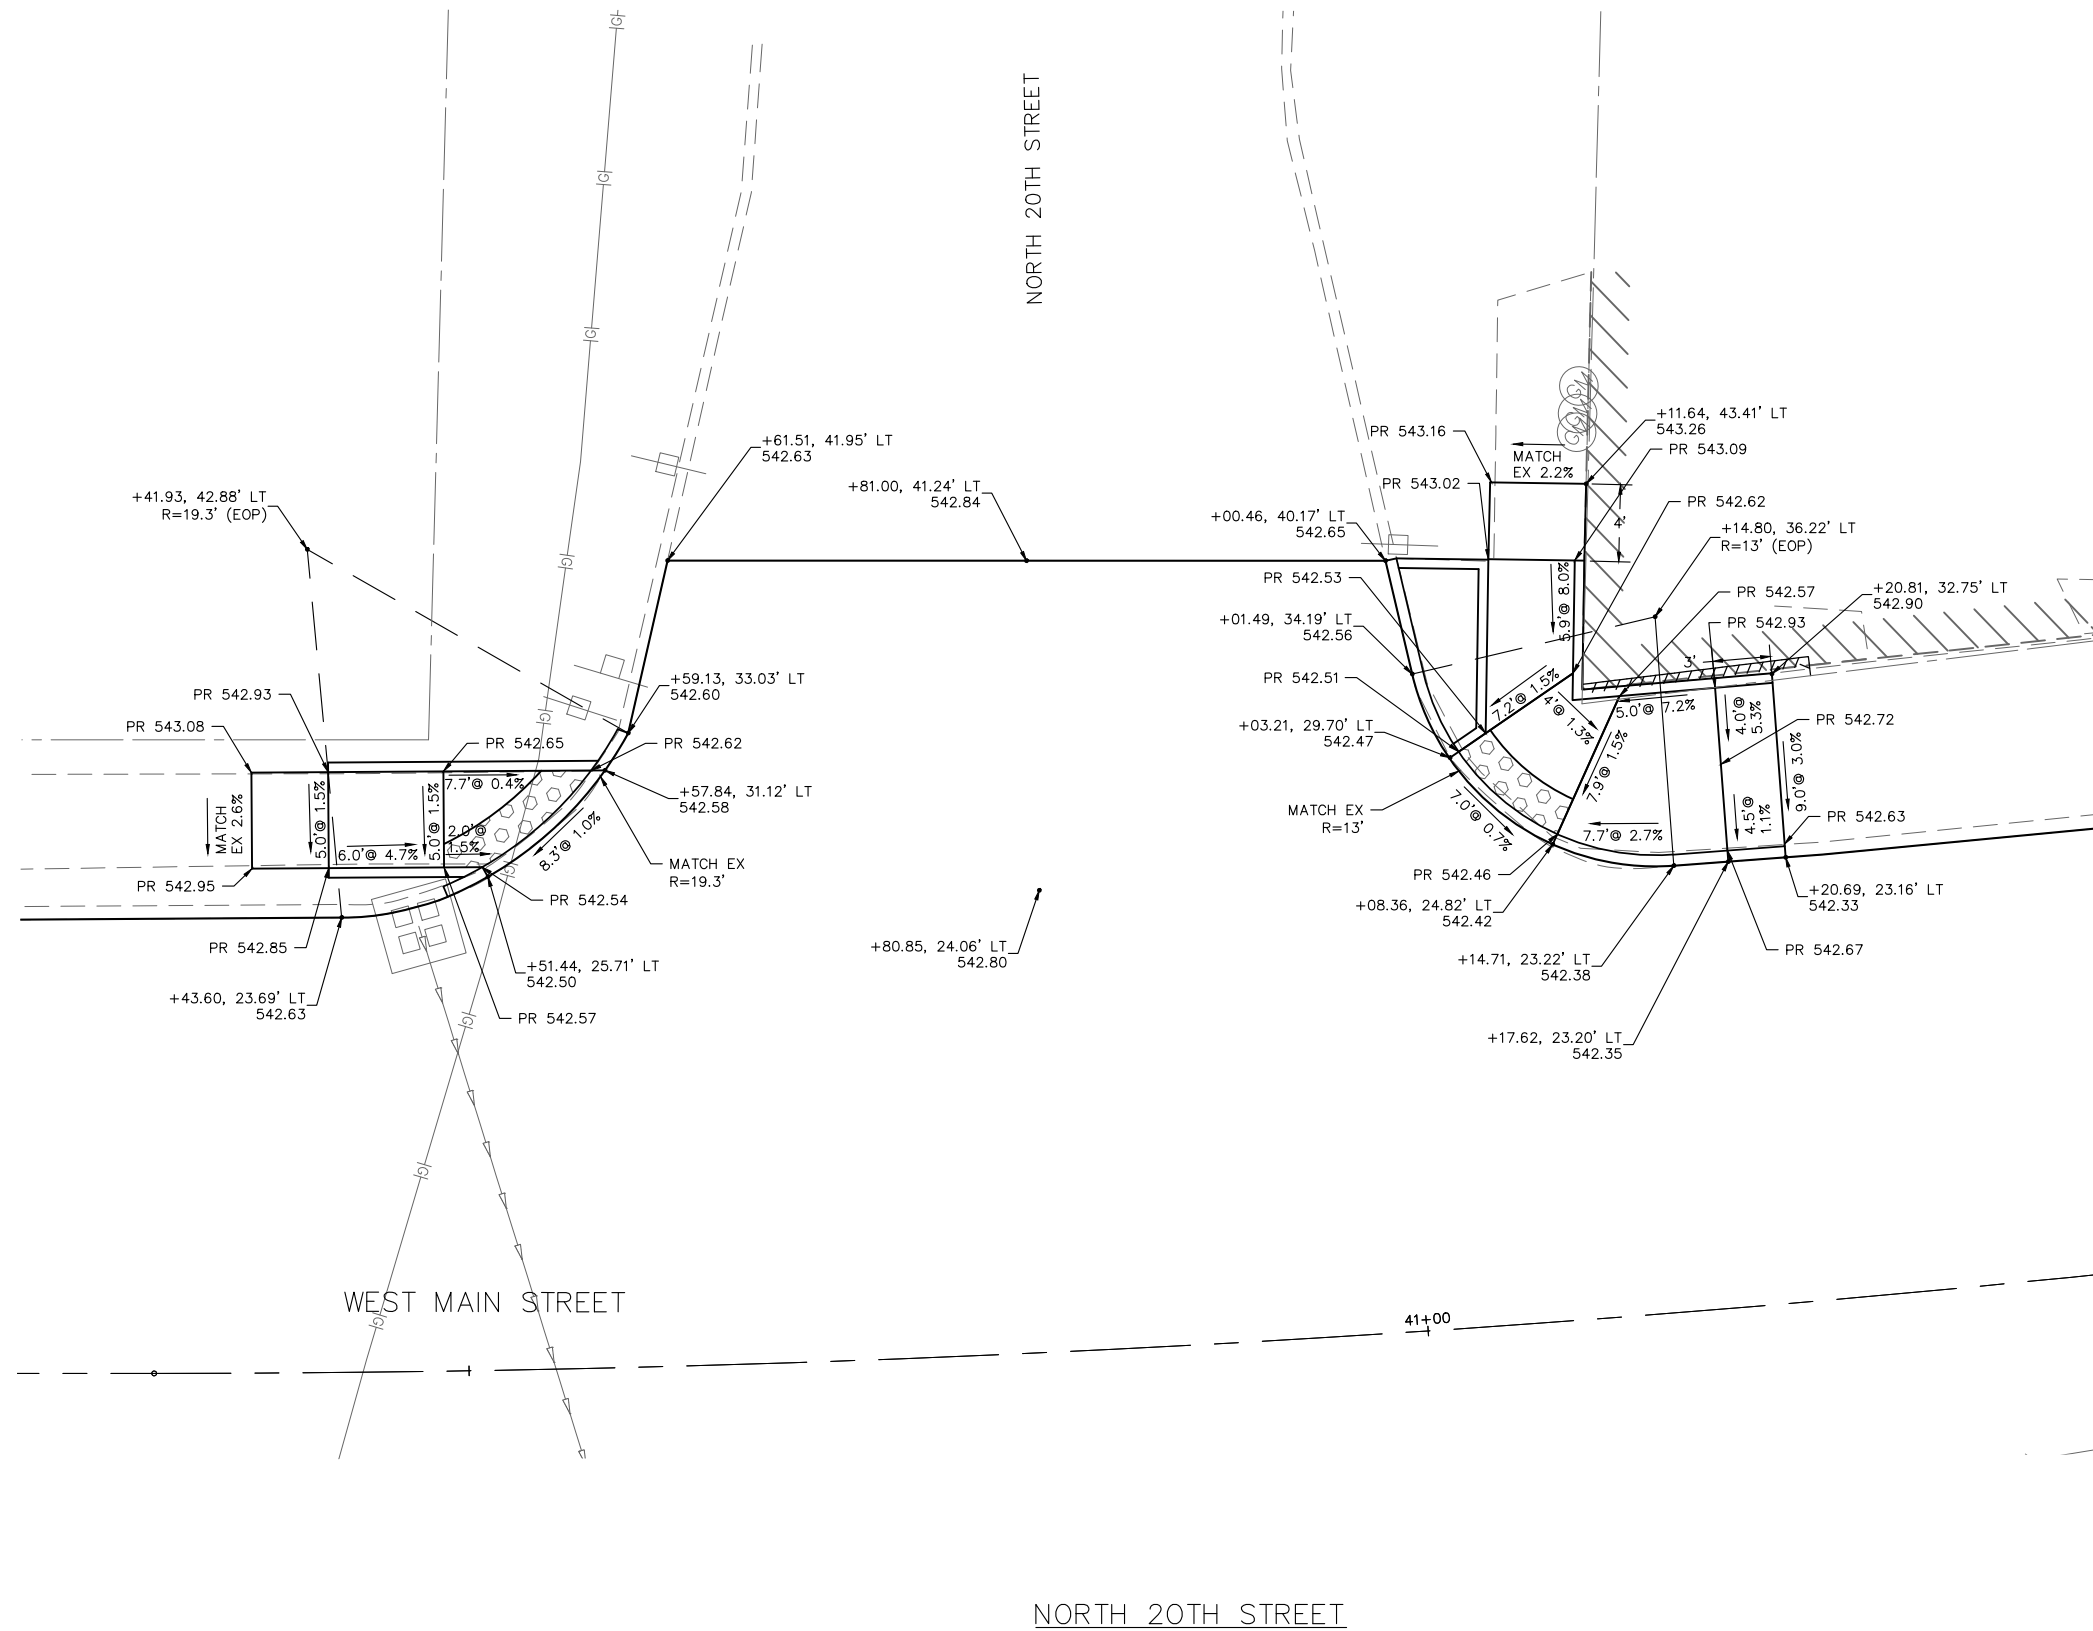 NORTH 20TH STREET
+61.51, 41.95' LT
542.63
+81.00, 41.24' LT
542.84
+41.93, 42.88' LT
R=19.3' (EOP)
+59.13, 33.03' LT
542.60
PR 542.93
PR 543.08
PR 542.65
PR 542.62
7.7'@ 0.4%
+57.84, 31.12' LT
542.58
MATCH
EX 2.6%
5.0'@ 1.5%
5.0'@ 1.5%
2.0'@
1.5%
6.0'@ 4.7%
8.3'@ 1.0%
MATCH EX
R=19.3'
PR 542.95
PR 542.54
PR 542.85
+51.44, 25.71' LT
542.50
+43.60, 23.69' LT
542.63
PR 542.57
+80.85, 24.06' LT
542.80
PR 543.16
MATCH
EX 2.2%
+11.64, 43.41' LT
543.26
PR 543.09
PR 543.02
PR 542.62
4'
+00.46, 40.17' LT
542.65
+14.80, 36.22' LT
R=13' (EOP)
PR 542.53
5.9'@ 8.0%
PR 542.57
+20.81, 32.75' LT
542.90
+01.49, 34.19' LT
542.56
PR 542.93
3'
PR 542.51
7.2'@ 1.5%
4'@ 1.3%
5.0'@ 7.2%
4.0'@
5.3%
PR 542.72
+03.21, 29.70' LT
542.47
7.9'@ 1.5%
9.0'@ 3.0%
MATCH EX
R=13'
7.0'@ 0.7%
4.5'@
1.1%
7.7'@ 2.7%
PR 542.63
PR 542.46
+20.69, 23.16' LT
542.33
+08.36, 24.82' LT
542.42
PR 542.67
+14.71, 23.22' LT
542.38
+17.62, 23.20' LT
542.35
G
G
G
G
G
G
G
G
G
GM
GM
GM
WEST MAIN STREET
41+00
NORTH 20TH STREET